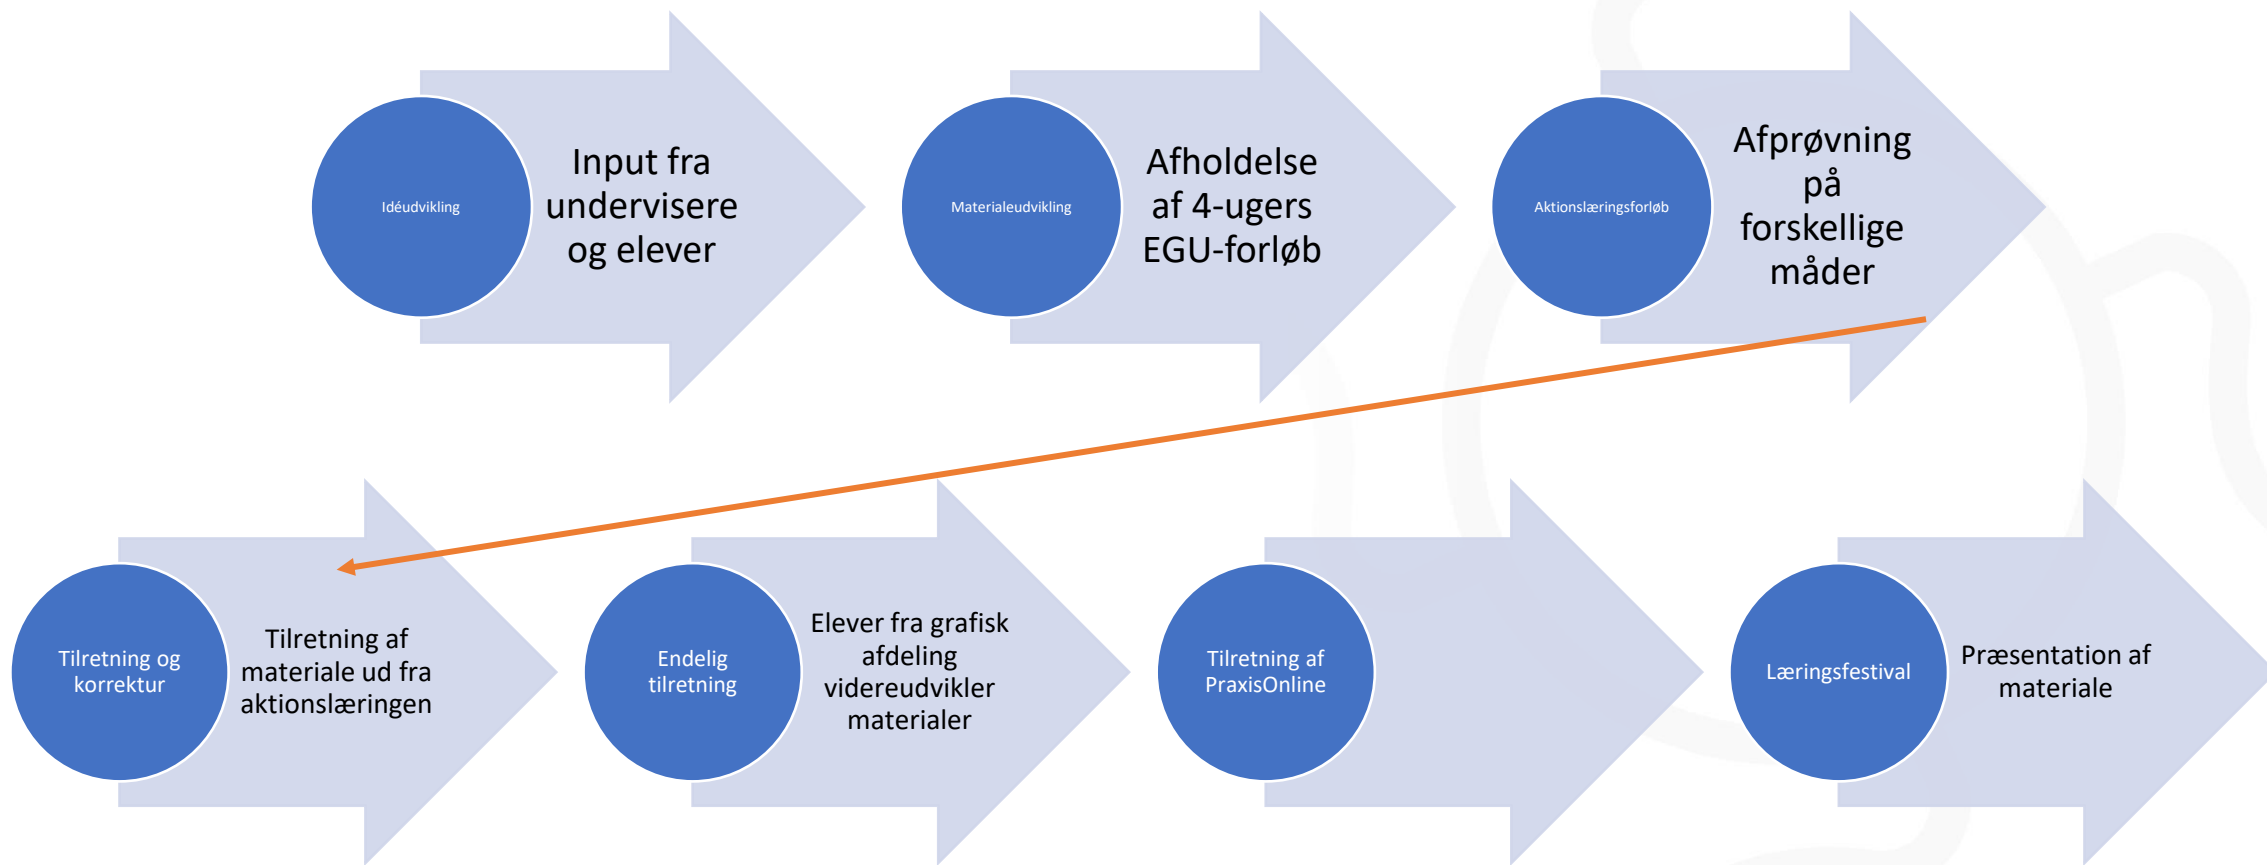 Idéudvikling
Input fra
undervisere
og elever
Materialeudvikling
Afholdelse
af 4-ugers
EGU-forløb
Aktionslæringsforløb
Afprøvning
på
forskellige
måder
Tilretning og
korrektur
Tilretning af
materiale ud fra
aktionslæringen
Endelig
tilretning
Elever fra grafisk
afdeling
videreudvikler
materialer
Tilretning af
PraxisOnline
Læringsfestival
Præsentation af
materiale